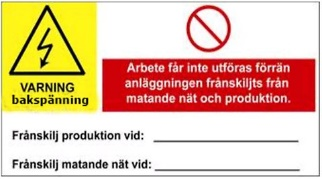 VARNING
bakspänning
Arbete får inte utföras förrän
anläggningen frånskiljts från
matande nät och produktion.
Frånskilj produktion vid:
Frånskilj matande nät vid: